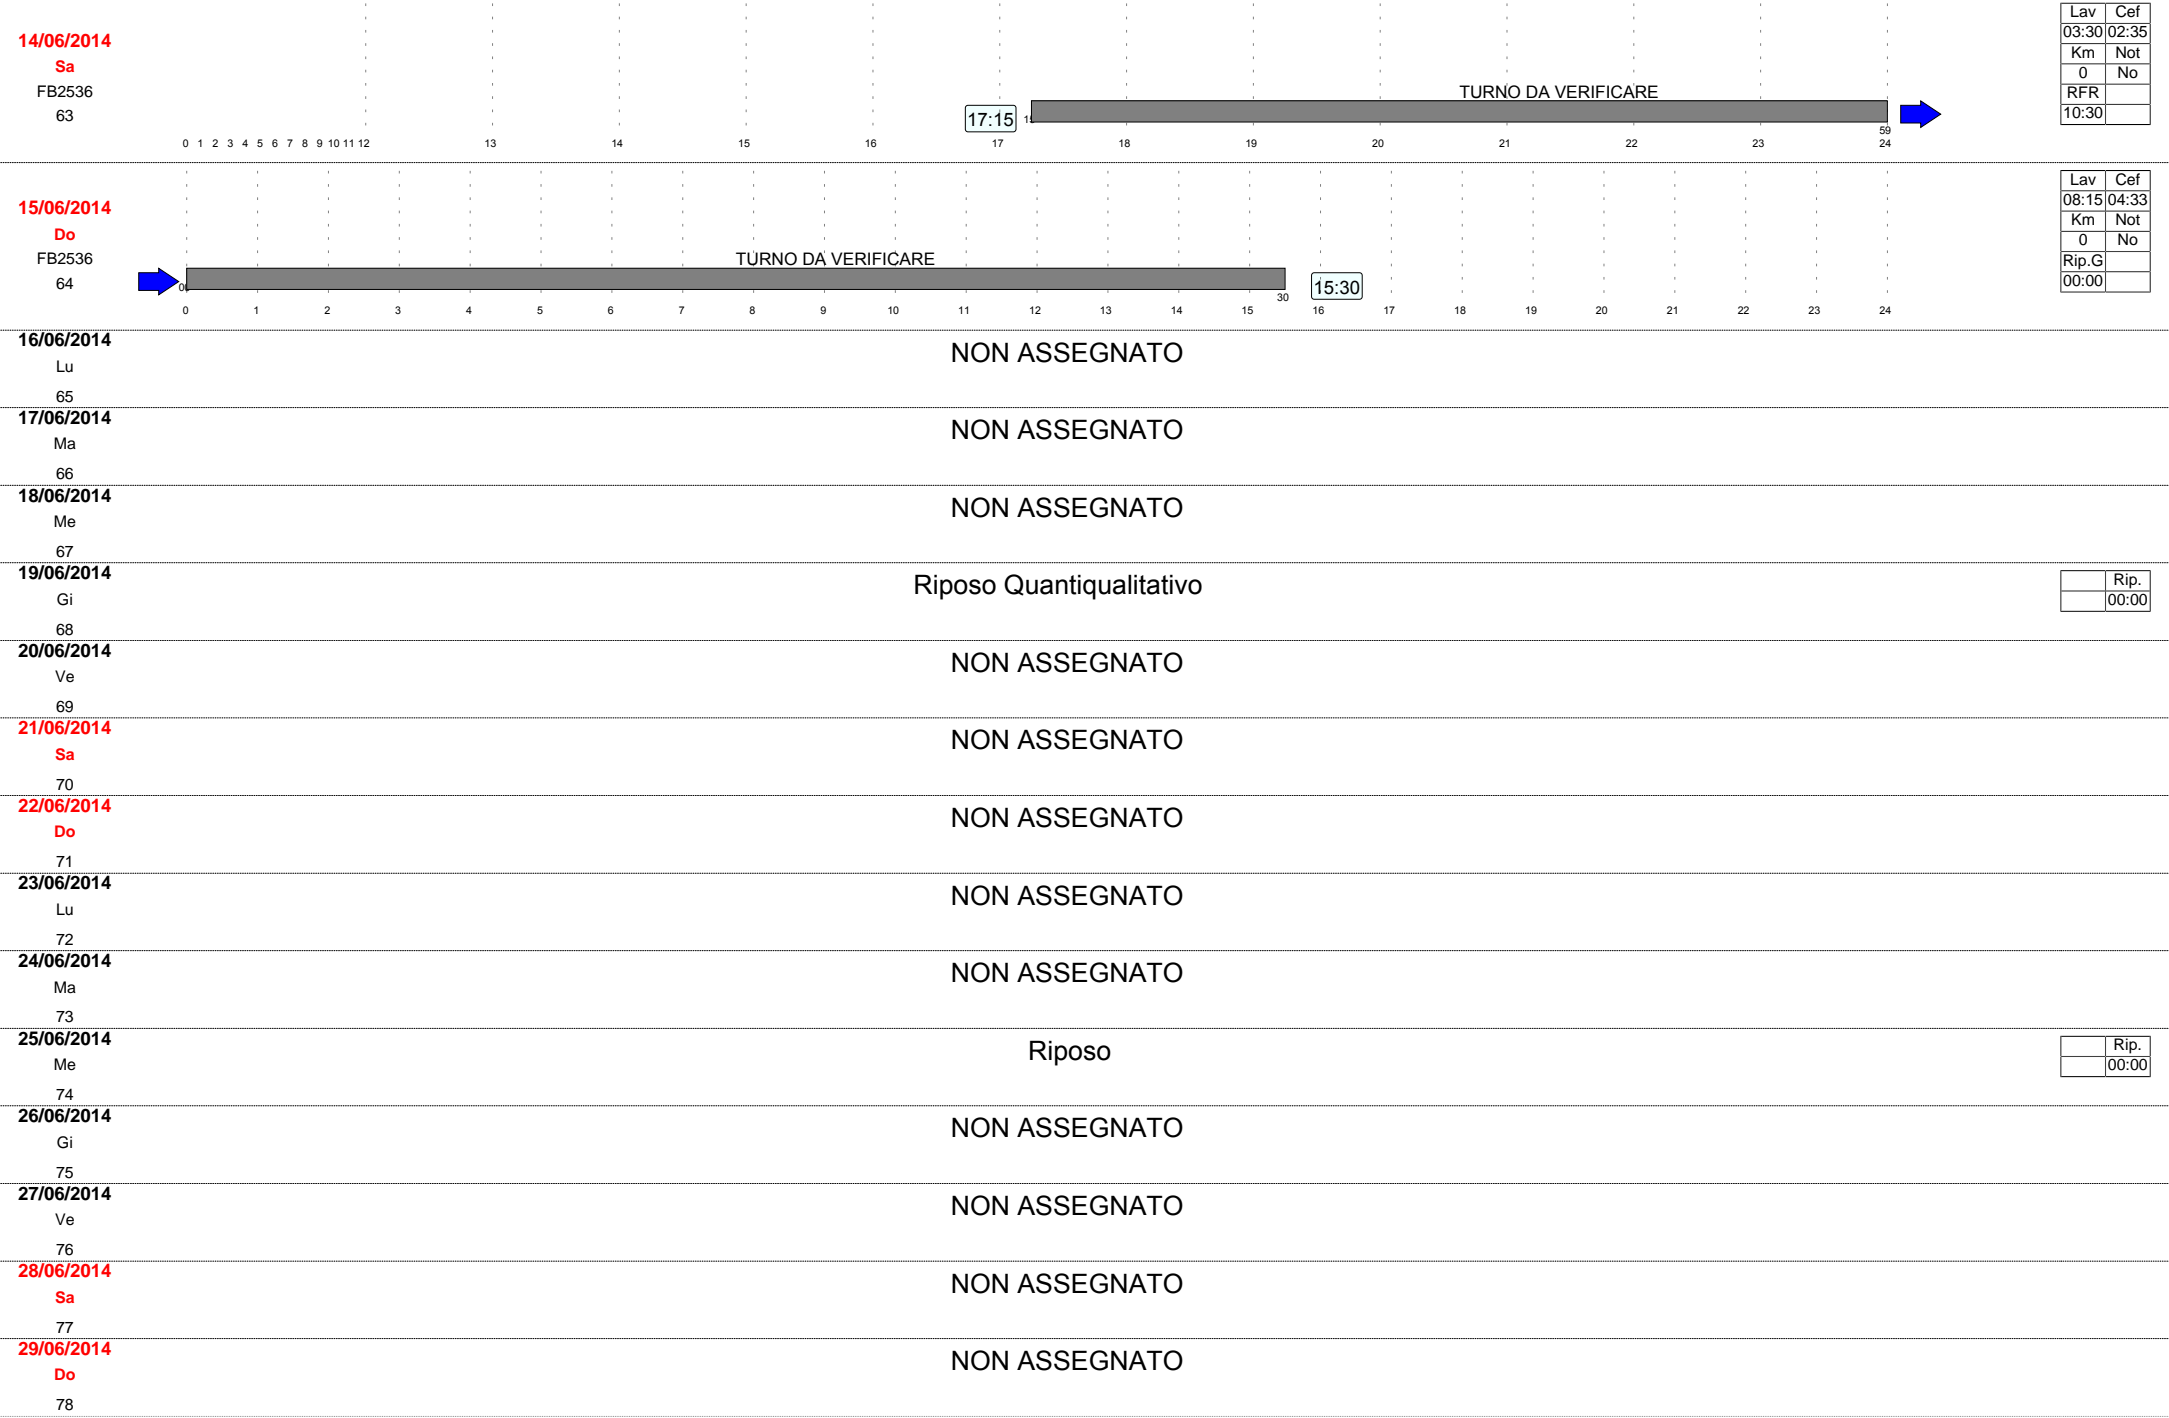 14/06/2014
Sa
FB2536
63
TURNO DA VERIFICARE
17:15
59
0 1 2 3 4 5 6 7 8 9 10 11 12 13 14 15 16 17 18 19 20 21 22 23 24
Lav Cef
03:30 02:35
Km Not
0 No
RFR
10:30
15/06/2014
Do
FB2536
64
TURNO DA VERIFICARE
15:30
30
0 1 2 3 4 5 6 7 8 9 10 11 12 13 14 15 16 17 18 19 20 21 22 23 24
Lav Cef
08:15 04:33
Km Not
0 No
Rip.G
00:00
16/06/2014
Lu
65
NON ASSEGNATO
17/06/2014
Ma
66
NON ASSEGNATO
18/06/2014
Me
67
NON ASSEGNATO
19/06/2014
Gi
68
Riposo Quantiqualitativo
Rip.
00:00
20/06/2014
Ve
69
NON ASSEGNATO
21/06/2014
Sa
70
NON ASSEGNATO
22/06/2014
Do
71
NON ASSEGNATO
23/06/2014
Lu
72
NON ASSEGNATO
24/06/2014
Ma
73
NON ASSEGNATO
25/06/2014
Me
74
Riposo
Rip.
00:00
26/06/2014
Gi
75
NON ASSEGNATO
27/06/2014
Ve
76
NON ASSEGNATO
28/06/2014
Sa
77
NON ASSEGNATO
29/06/2014
Do
78
NON ASSEGNATO